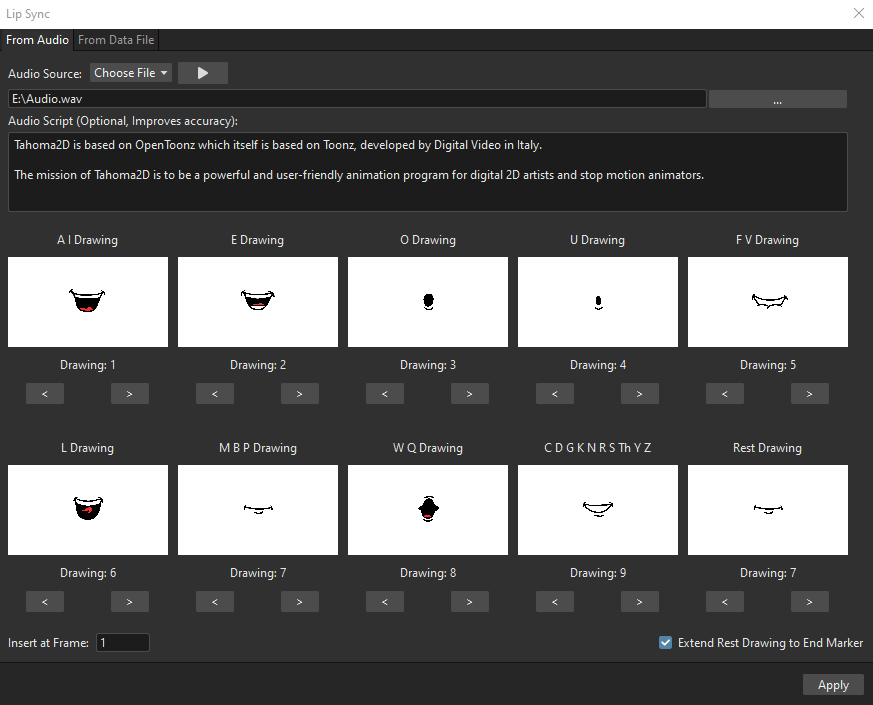 Lip Sync
From Audio From Data File
Audio Source: Choose File
E:\Audio.wav ...
Audio Script (Optional, Improves accuracy):
Tahoma2D is based on OpenToonz which itself is based on Toonz, developed by Digital Video in Italy.
The mission of Tahoma2D is to be a powerful and user-friendly animation program for digital 2D artists and stop motion animators.
A I Drawing E Drawing O Drawing U Drawing F V Drawing
Drawing: 1 Drawing: 2 Drawing: 3 Drawing: 4 Drawing: 5
< > < > < > < > < >
L Drawing M B P Drawing W Q Drawing C D G K N R S Th Y Z Rest Drawing
Drawing: 6 Drawing: 7 Drawing: 8 Drawing: 9 Drawing: 7
< > < > < > < > < >
Insert at Frame: 1 Extend Rest Drawing to End Marker
Apply